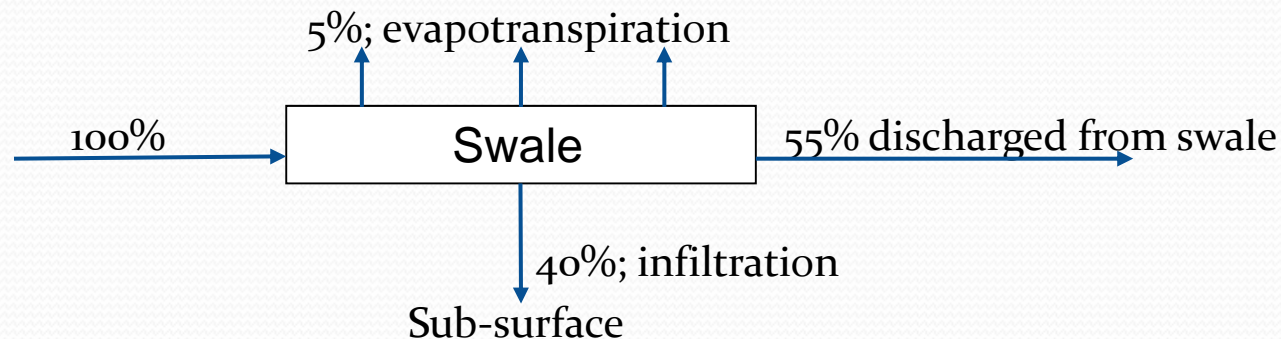 5%; evapotranspiration
100%
Swale
55% discharged from swale
40%; infiltration
Sub-surface